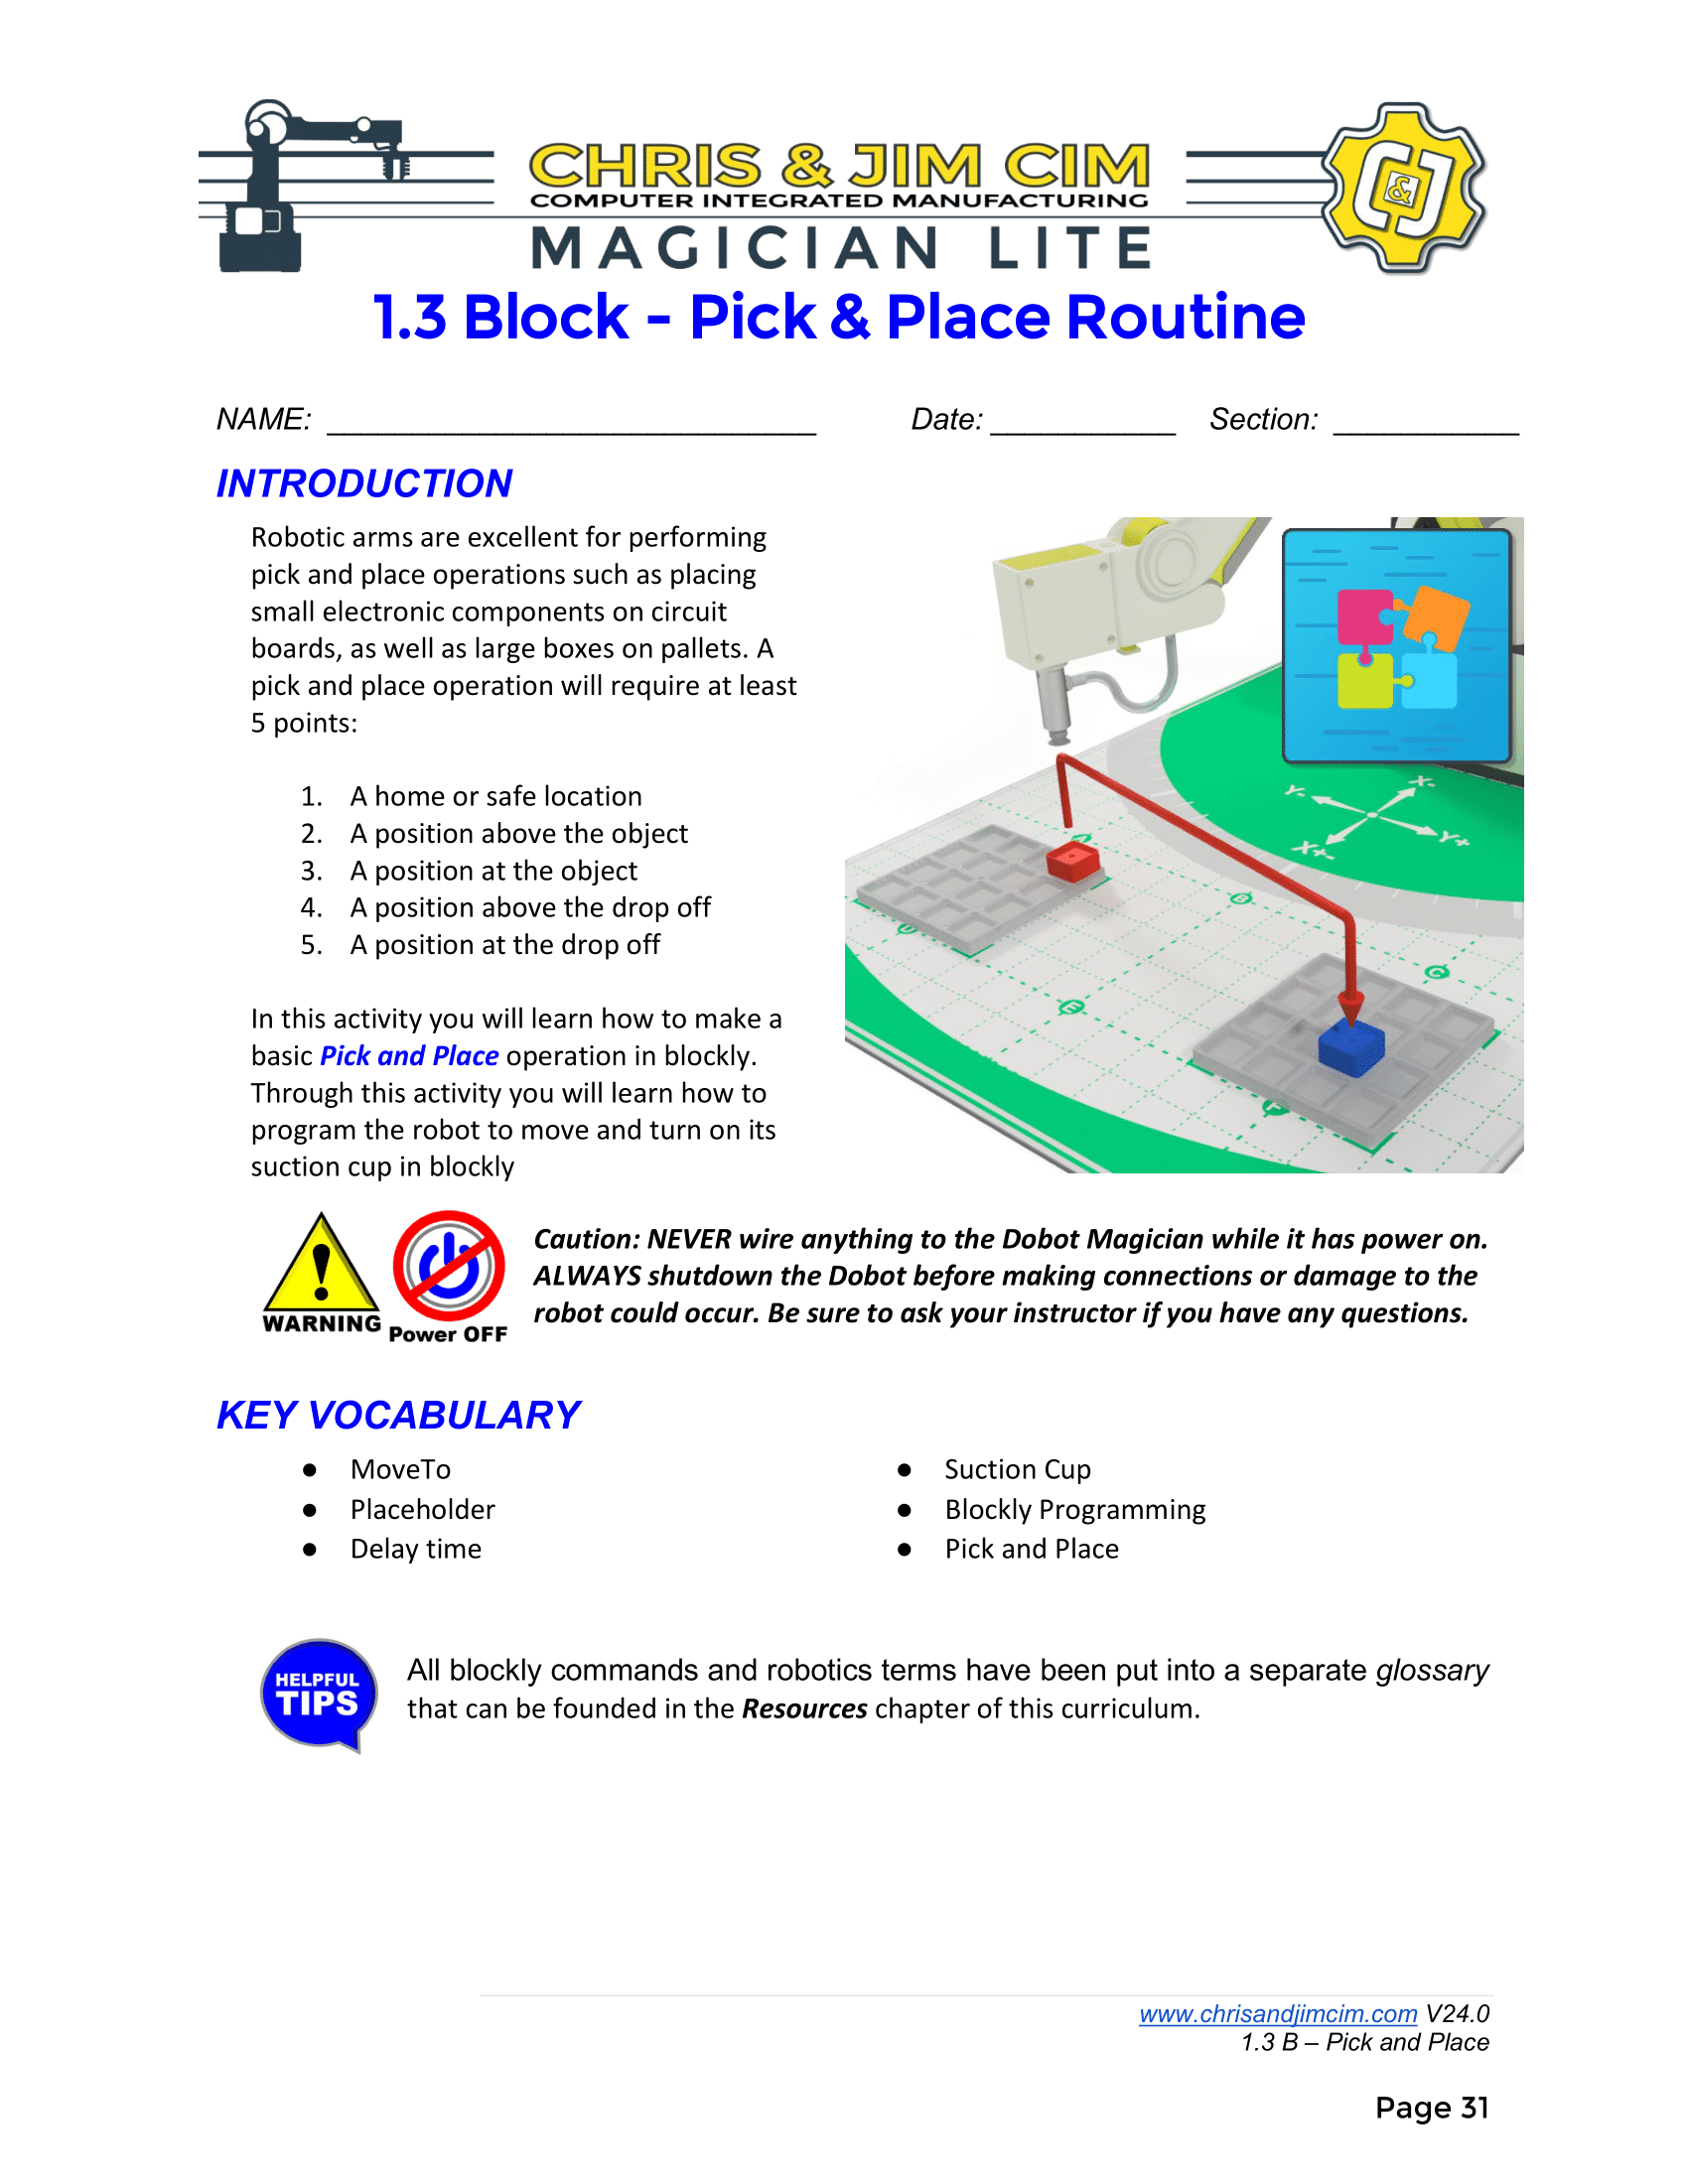 CHRIS & JIM CIM
COMPUTER INTEGRATED MANUFACTURING
MAGICIAN LITE
C&J
1.3 Block - Pick & Place Routine
NAME: ____________________________ Date: ___________ Section: ___________
INTRODUCTION
Robotic arms are excellent for performing
pick and place operations such as placing
small electronic components on circuit
boards, as well as large boxes on pallets. A
pick and place operation will require at least
5 points:
1. A home or safe location
2. A position above the object
3. A position at the object
4. A position above the drop off
5. A position at the drop off
In this activity you will learn how to make a
basic Pick and Place operation in blockly.
Through this activity you will learn how to
program the robot to move and turn on its
suction cup in blockly
Y- X-
X+ Y+
A
B
C
E
F
WARNING
Power OFF
Caution: NEVER wire anything to the Dobot Magician while it has power on.
ALWAYS shutdown the Dobot before making connections or damage to the
robot could occur. Be sure to ask your instructor if you have any questions.
KEY VOCABULARY
● MoveTo
● Placeholder
● Delay time
● Suction Cup
● Blockly Programming
● Pick and Place
HELPFUL
TIPS
All blockly commands and robotics terms have been put into a separate glossary
that can be founded in the Resources chapter of this curriculum.
www.chrisandjimcim.com V24.0
1.3 B – Pick and Place
Page 31